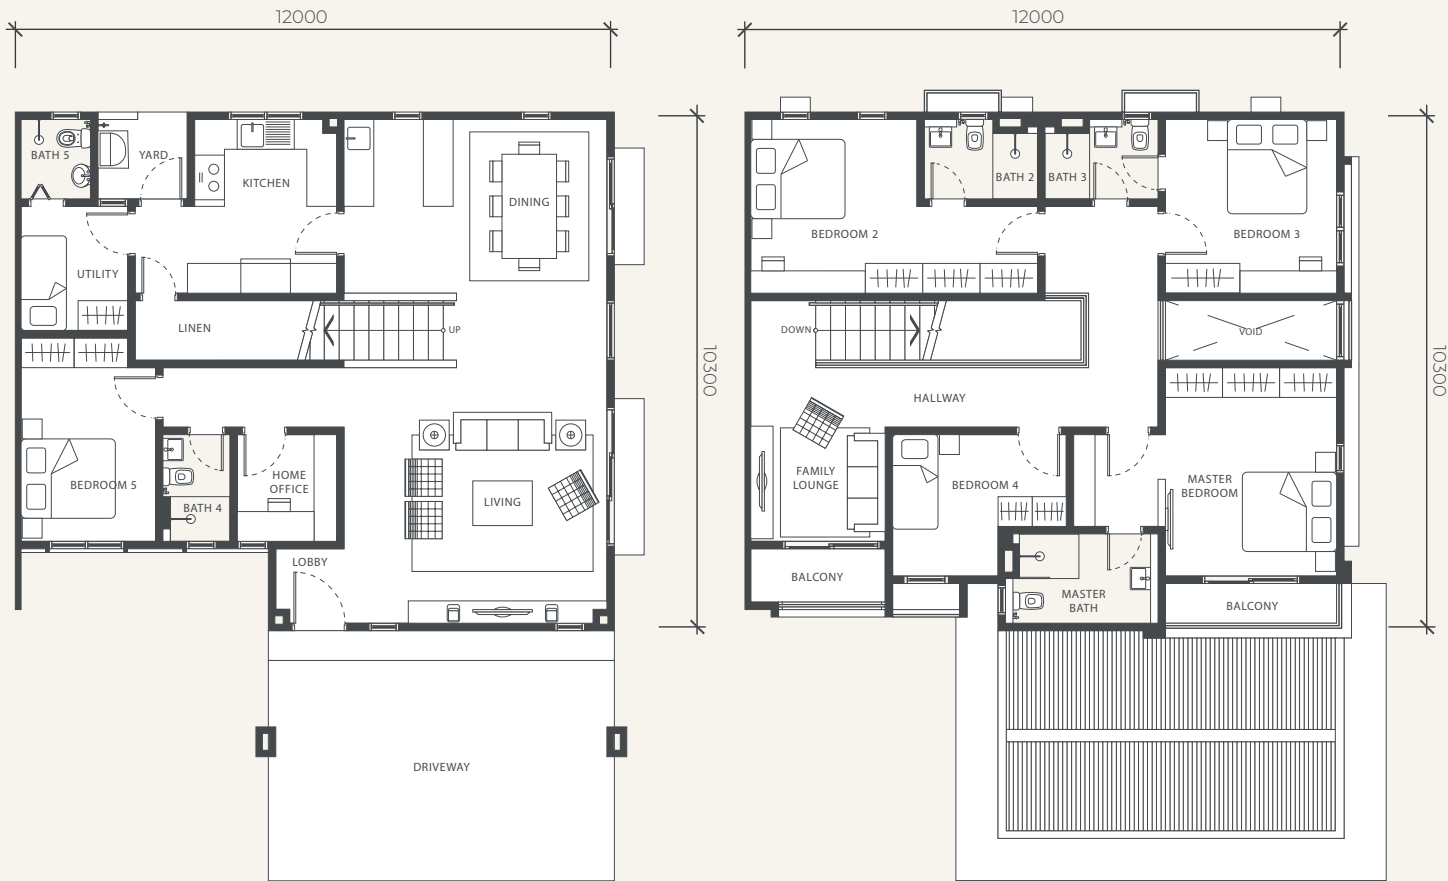 12000
12000
BATH 5
YARD
KITCHEN
DINING
UTILITY
LINEN
UP
10300
BEDROOM 5
BATH 4
HOME
OFFICE
LIVING
LOBBY
DRIVEWAY
BEDROOM 2
BATH 2
BATH 3
BEDROOM 3
DOWN
VOID
10300
HALLWAY
FAMILY
LOUNGE
BEDROOM 4
MASTER
BEDROOM
BALCONY
MASTER
BATH
BALCONY